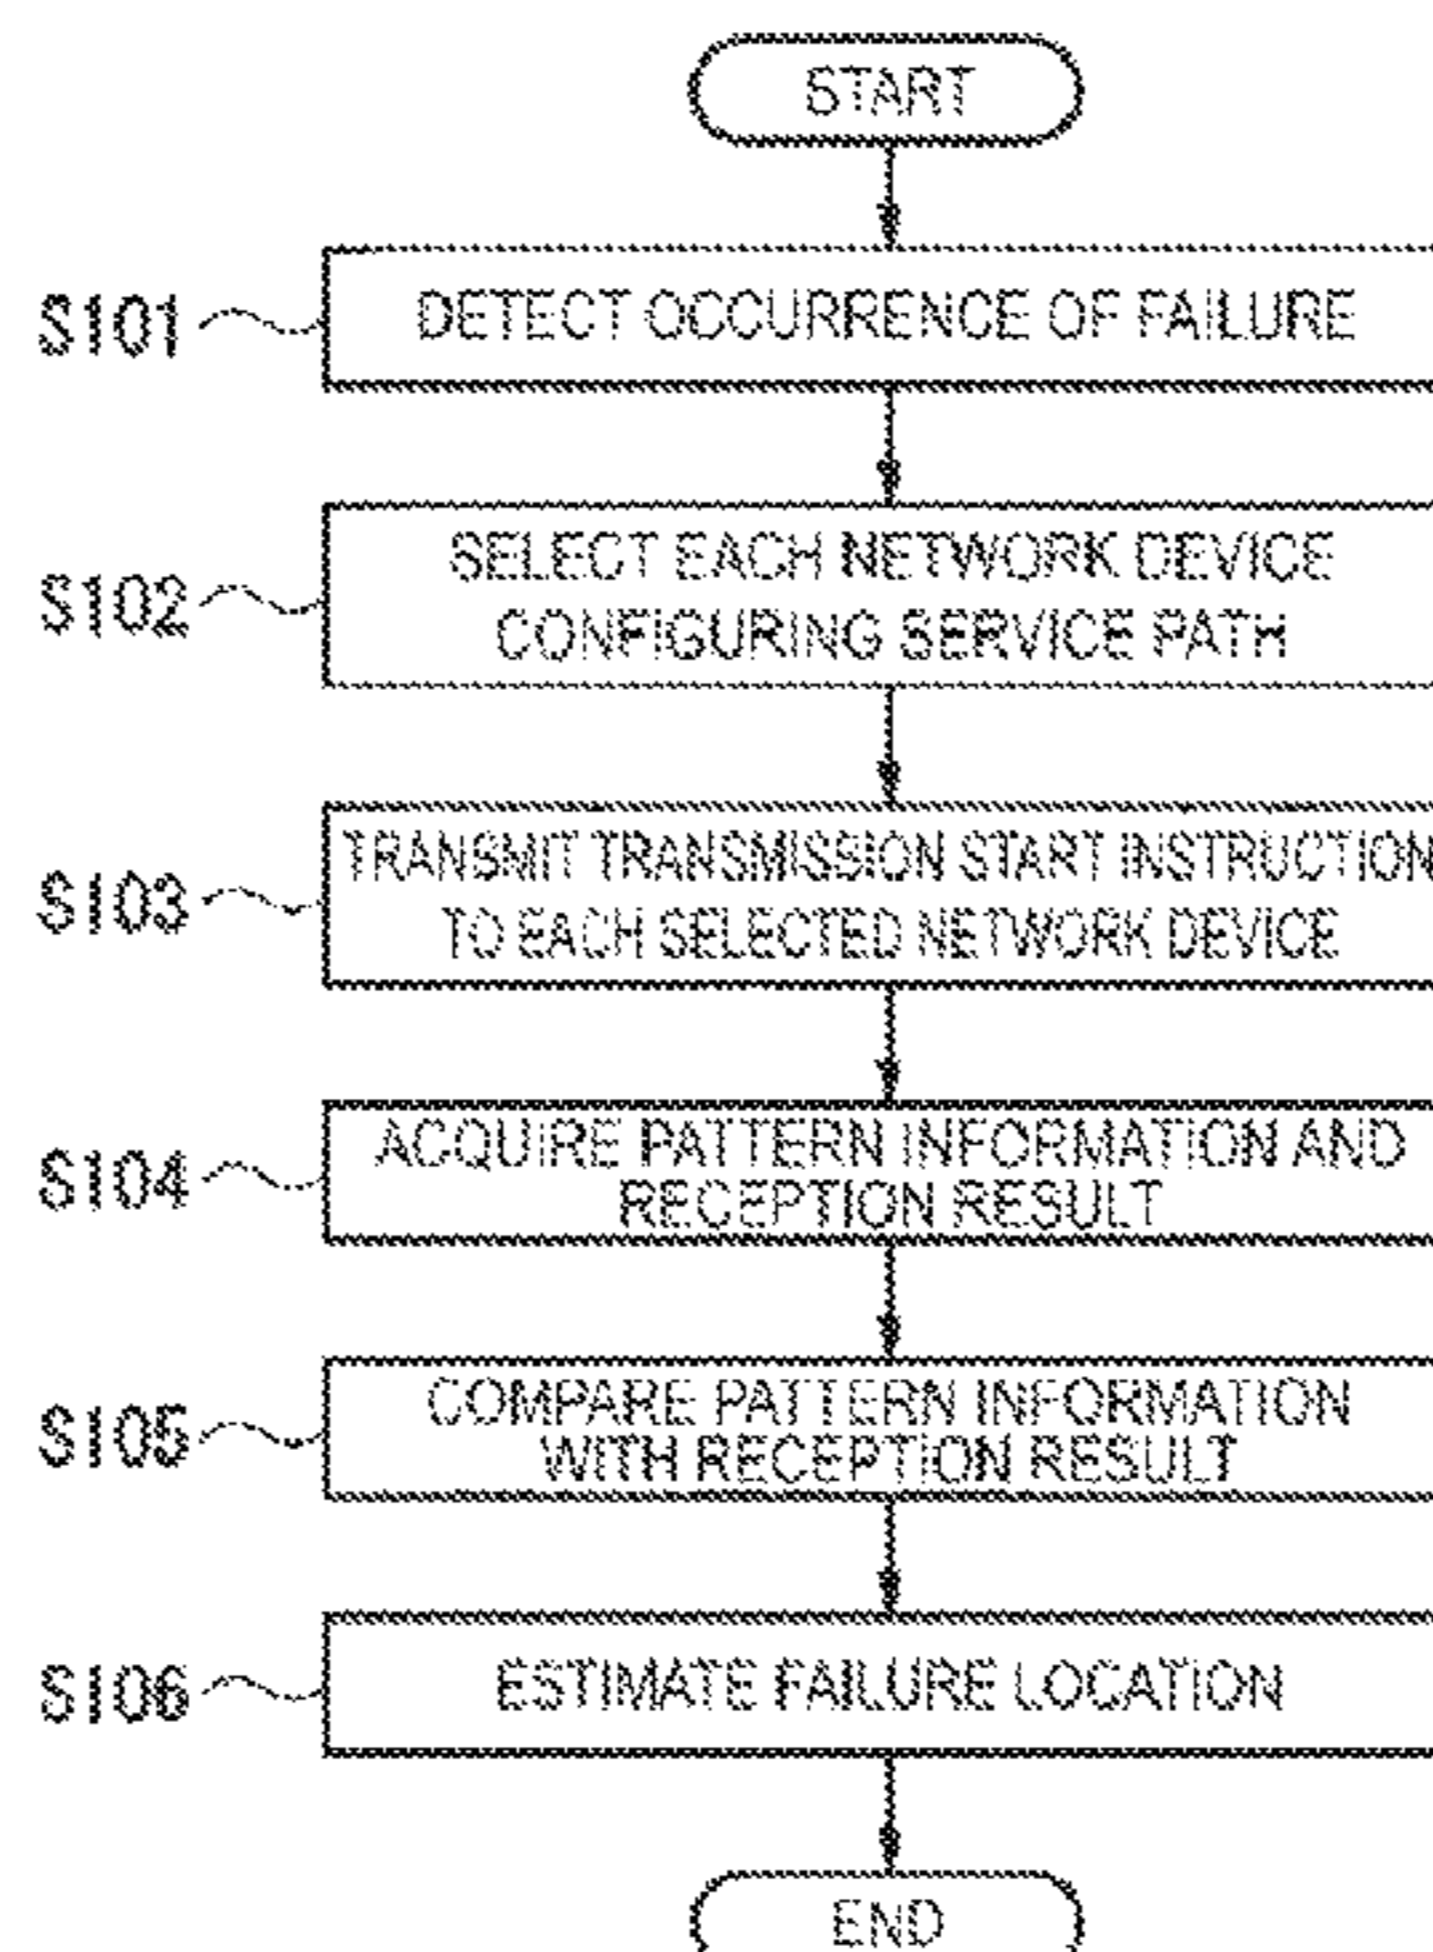 START
S101
DETECT OCCURRENCE OF FAILURE
S102
SELECT EACH NETWORK DEVICE
CONFIGURING SERVICE PATH
S103
TRANSMIT TRANSMISSION START INSTRUCTION
TO EACH SELECTED NETWORK DEVICE
S104
ACQUIRE PATTERN INFORMATION AND
RECEPTION RESULT
S105
COMPARE PATTERN INFORMATION
WITH RECEPTION RESULT
S106
ESTIMATE FAILURE LOCATION
END